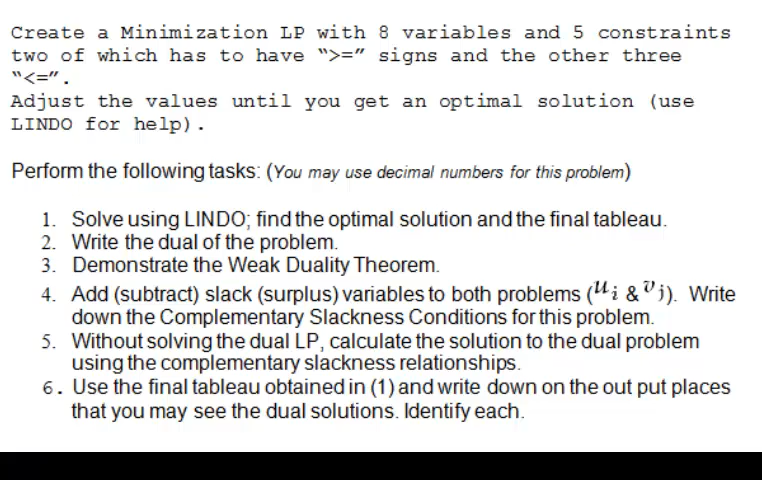 Create a Minimization LP with 8 variables and 5 constraints
two of which has to have “>=” signs and the other three
“<=”.
Adjust the values until you get an optimal solution (use
LINDO for help).
Perform the following tasks: (You may use decimal numbers for this problem)
1. Solve using LINDO; find the optimal solution and the final tableau.
2. Write the dual of the problem.
3. Demonstrate the Weak Duality Theorem.
4. Add (subtract) slack (surplus) variables to both problems (u i & v j). Write
down the Complementary Slackness Conditions for this problem.
5. Without solving the dual LP, calculate the solution to the dual problem
using the complementary slackness relationships.
6. Use the final tableau obtained in (1) and write down on the out put places
that you may see the dual solutions. Identify each.